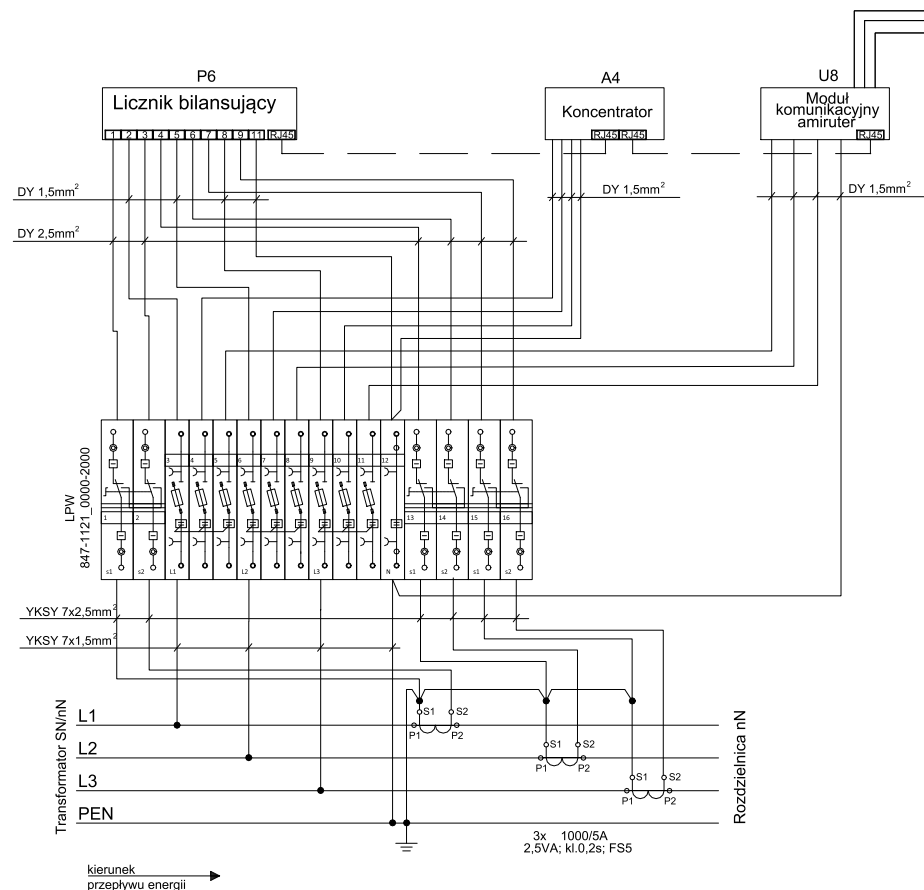 P6
A4
U8
Licznik bilansujący
Koncentrator
Moduł
komunikacyjny
amiruter
1 2 3 4 5 6 7 8 9 11 RJ45
RJ45 RJ45
RJ45
DY 1,5mm²
DY 1,5mm²
DY 1,5mm²
DY 2,5mm²
LPW
847-1121_0000-2000
3 4 5 6 7 8 9 10 11 12
1 2 13 14 15 16
s1 s2 L1 L2 L3 N s1 s2 s1 s2
YKSY 7x2,5mm²
YKSY 7x1,5mm²
Transformator SN/nN
L1
L2
L3
PEN
S1 S2
P1 P2
S1 S2
P1 P2
S1 S2
P1 P2
Rozdzielnica nN
3x 1000/5A
2,5VA; kl.0,2s; FS5
kierunek
przepływu energii